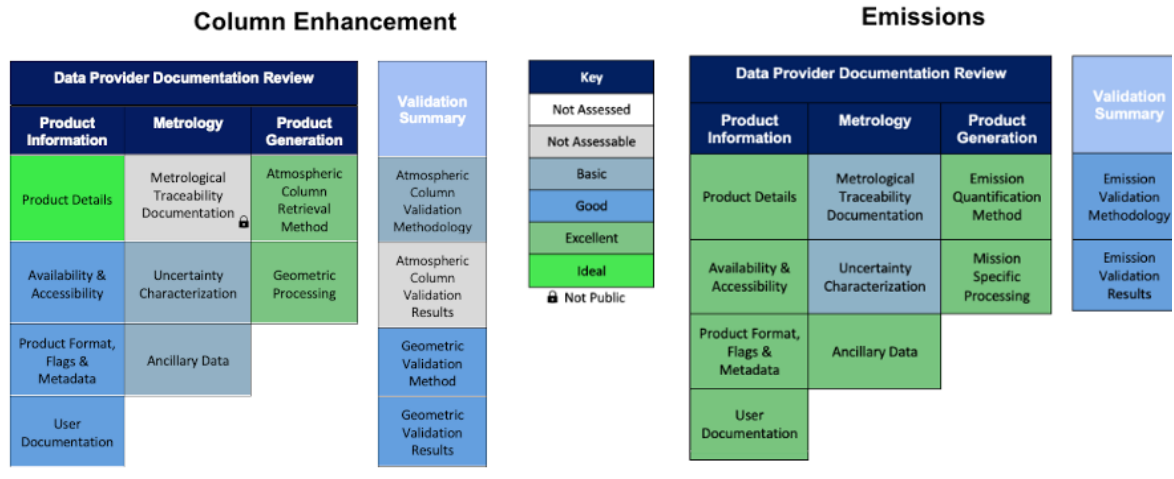 Column Enhancement
Data Provider Documentation Review
Product
Information
Metrology
Product
Generation
Product Details
Metrological
Traceability
Documentation
Atmospheric
Column
Retrieval
Method
Availability &
Accessibility
Uncertainty
Characterization
Geometric
Processing
Product Format,
Flags &
Metadata
Ancillary Data
User
Documentation
Validation
Summary
Atmospheric
Column
Validation
Methodology
Atmospheric
Column
Validation
Results
Geometric
Validation
Method
Geometric
Validation
Results
Key
Not Assessed
Not Assessable
Basic
Good
Excellent
Ideal
Not Public
Emissions
Data Provider Documentation Review
Product
Information
Metrology
Product
Generation
Product Details
Metrological
Traceability
Documentation
Emission
Quantification
Method
Availability &
Accessibility
Uncertainty
Characterization
Mission
Specific
Processing
Product Format,
Flags &
Metadata
Ancillary Data
User
Documentation
Validation
Summary
Emission
Validation
Methodology
Emission
Validation
Results